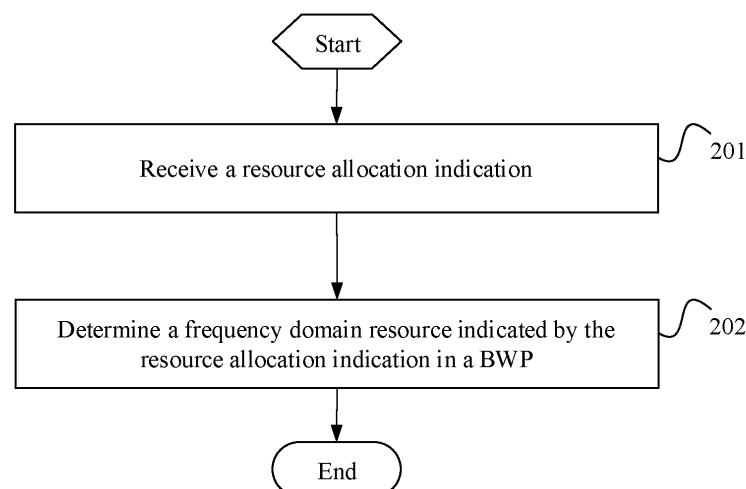 Start
Receive a resource allocation indication
201
Determine a frequency domain resource indicated by the
resource allocation indication in a BWP
202
End